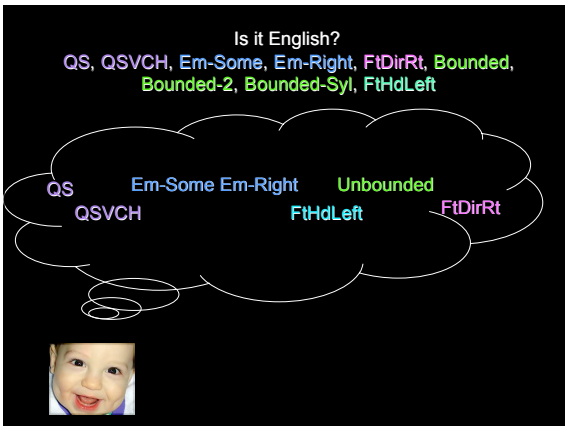 Is it English?
QS, QSVCH, Em-Some, Em-Right, FtDirRt, Bounded,
Bounded-2, Bounded-Syl, FtHdLeft
QS Em-Some Em-Right Unbounded
QSVCH FtHdLeft FtDirRt